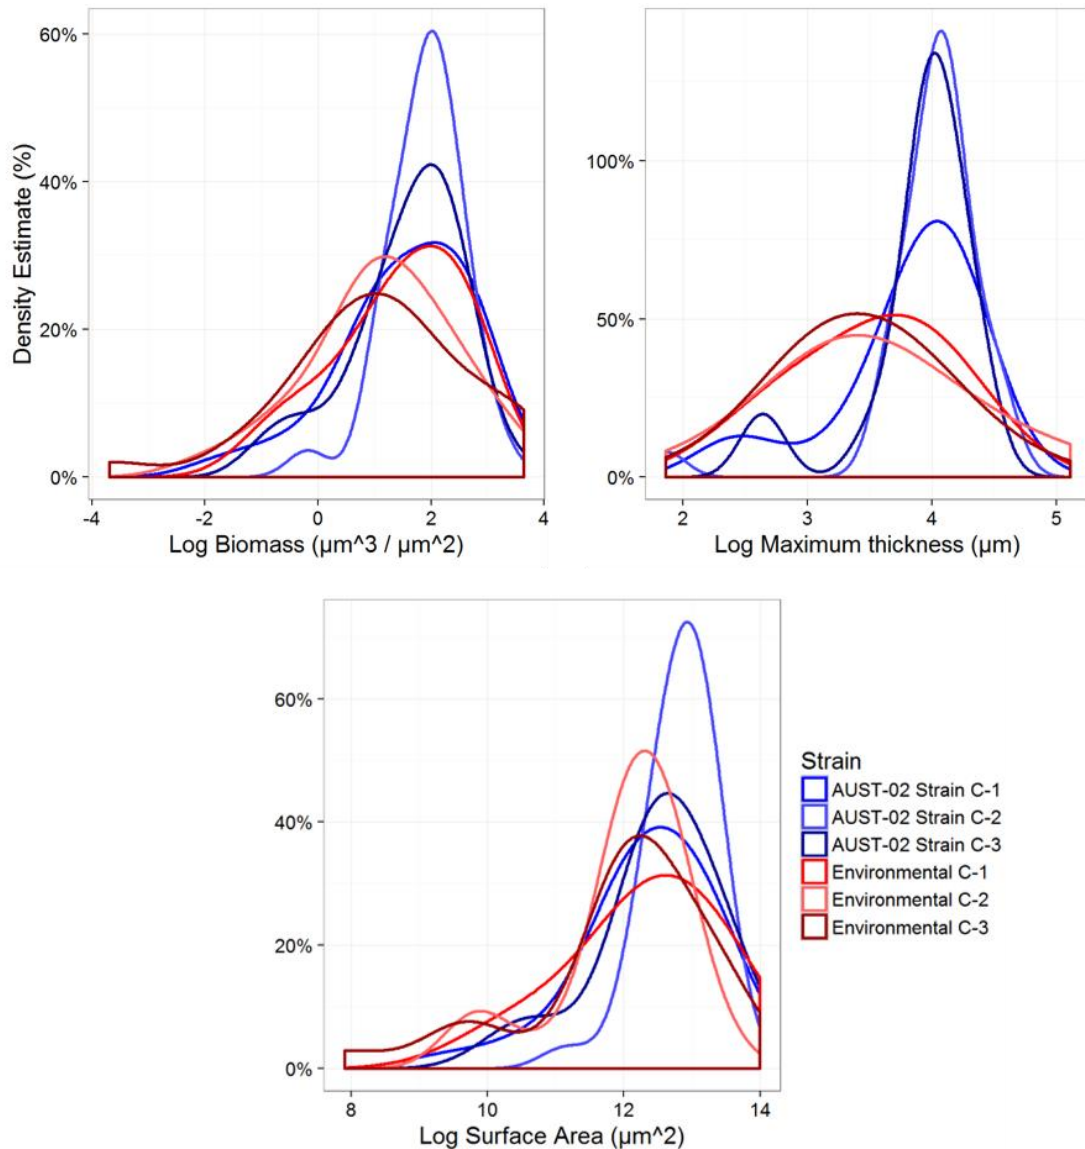 Density Estimate (%)
60%
40%
20%
0%
-4 -2 0 2 4
Log Biomass (µm^3 / µm^2)
100%
50%
0%
2 3 4 5
Log Maximum thickness (µm)
60%
40%
20%
0%
8 10 12 14
Log Surface Area (µm^2)
Strain
AUST-02 Strain C-1
AUST-02 Strain C-2
AUST-02 Strain C-3
Environmental C-1
Environmental C-2
Environmental C-3